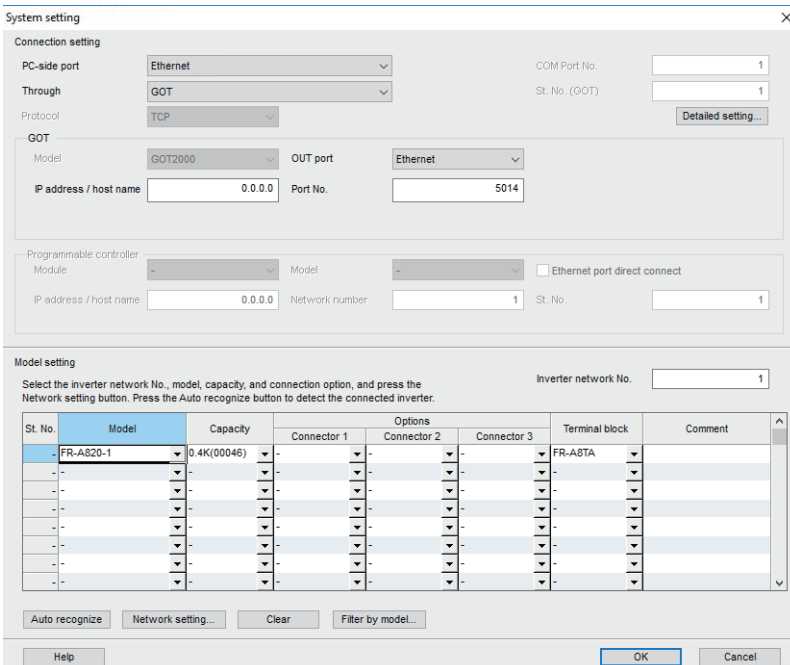 System setting
Connection setting
PC-side port Ethernet COM Port No. 1
Through GOT St. No. (GOT) 1
Protocol TCP Detailed setting...
GOT
Model GOT2000 OUT port Ethernet
IP address / host name 0.0.0.0 Port No. 5014
Programmable controller
Module - Model - Ethernet port direct connect
IP address / host name 0.0.0.0 Network number 1 St. No. 1
Model setting
Select the inverter network No., model, capacity, and connection option, and press the Inverter network No. 1
Network setting button. Press the Auto recognize button to detect the connected inverter.
St. No. Model Capacity Options Terminal block Comment
Connector 1 Connector 2 Connector 3
- FR-A820-1 0.4K(00046) - - - FR-A8TA
- - - - - - -
- - - - - - -
- - - - - - -
- - - - - - -
- - - - - - -
- - - - - - -
- - - - - - -
Auto recognize Network setting... Clear Filter by model...
Help OK Cancel